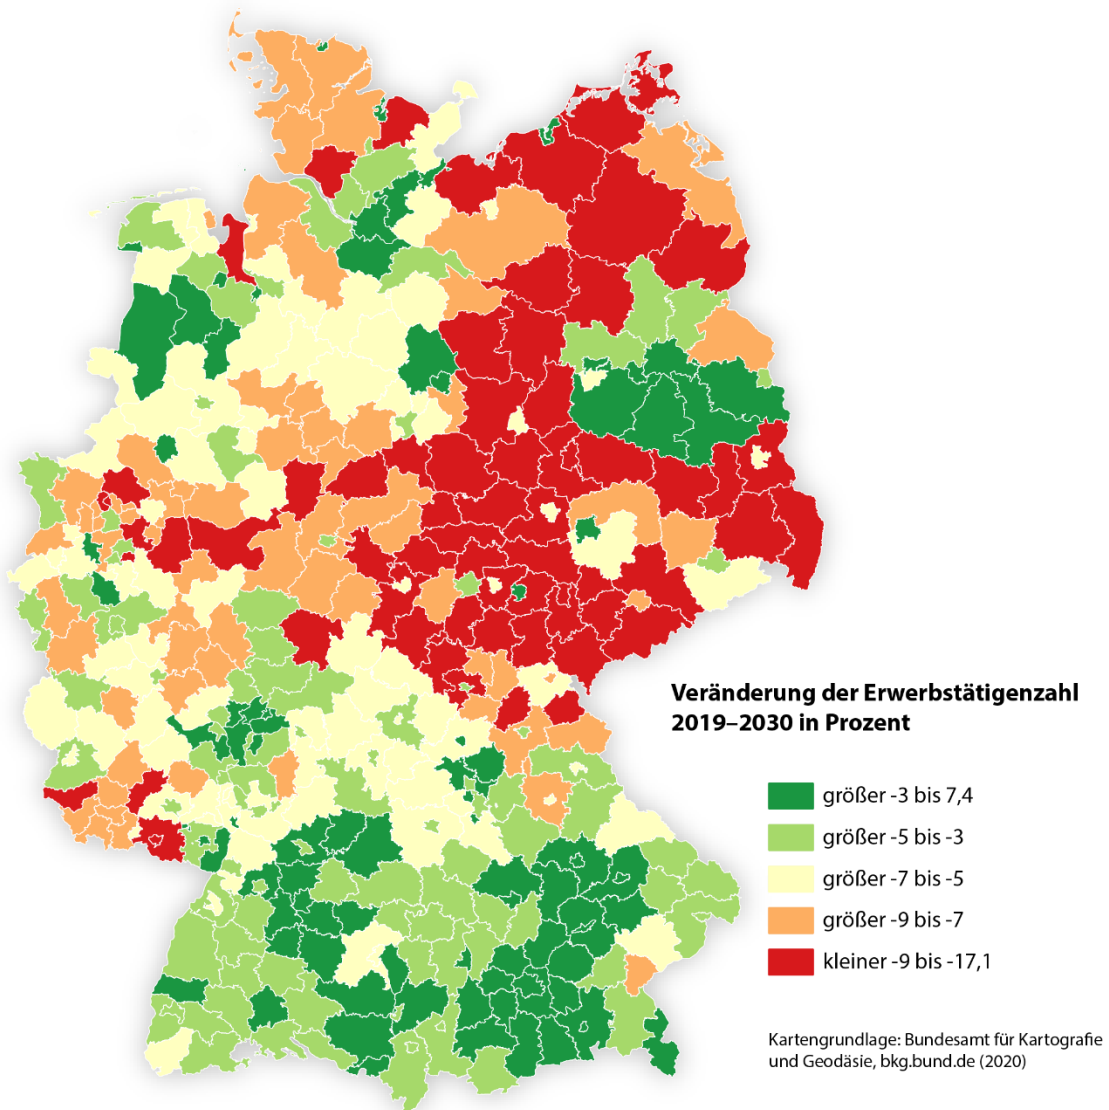 Veränderung der Erwerbstätigenzahl
2019–2030 in Prozent
größer -3 bis 7,4
größer -5 bis -3
größer -7 bis -5
größer -9 bis -7
kleiner -9 bis -17,1
Kartengrundlage: Bundesamt für Kartografie
und Geodäsie, bkg.bund.de (2020)